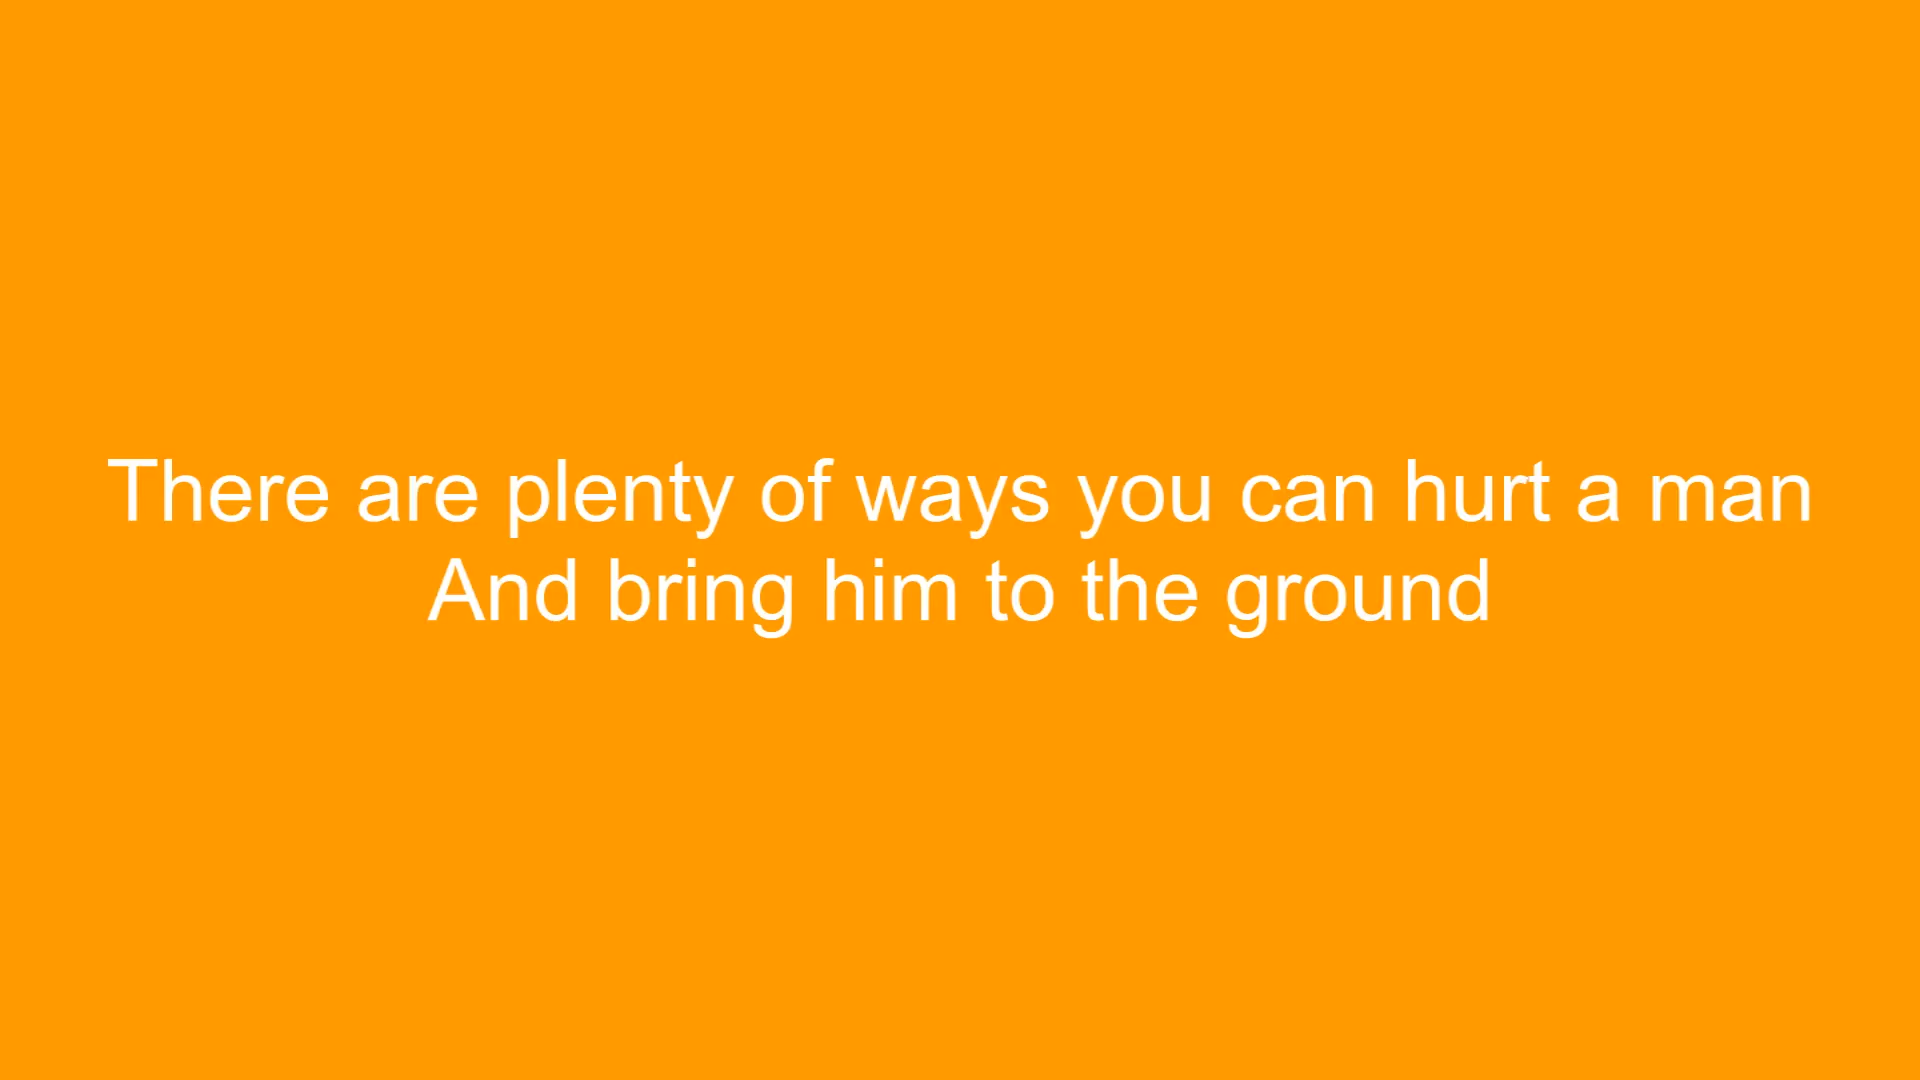 There are plenty of ways you can hurt a man
And bring him to the ground